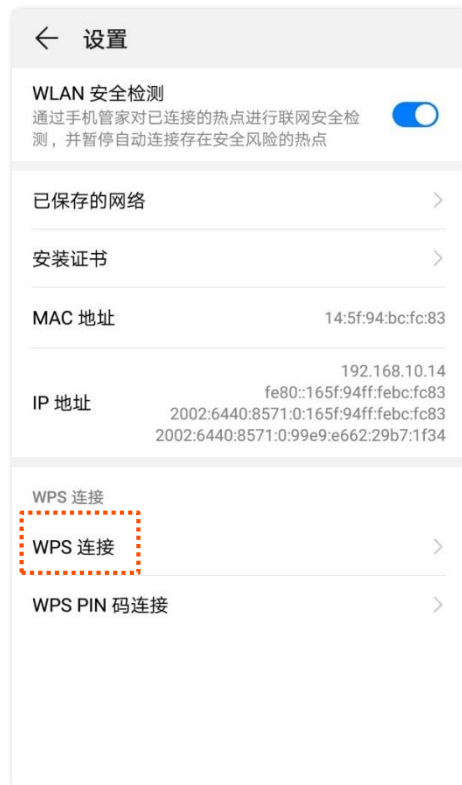 设置
WLAN 安全检测
通过手机管家对已连接的热点进行联网安全检
测，并暂停自动连接存在安全风险的热点
已保存的网络
安装证书
MAC 地址 14:5f:94:bc:fc:83
192.168.10.14
fe80::165f:94ff:febc:fc83
IP 地址
2002:6440:8571:0:165f:94ff:febc:fc83
2002:6440:8571:0:99e9:e662:29b7:1f34
WPS 连接
WPS 连接
WPS PIN 码连接